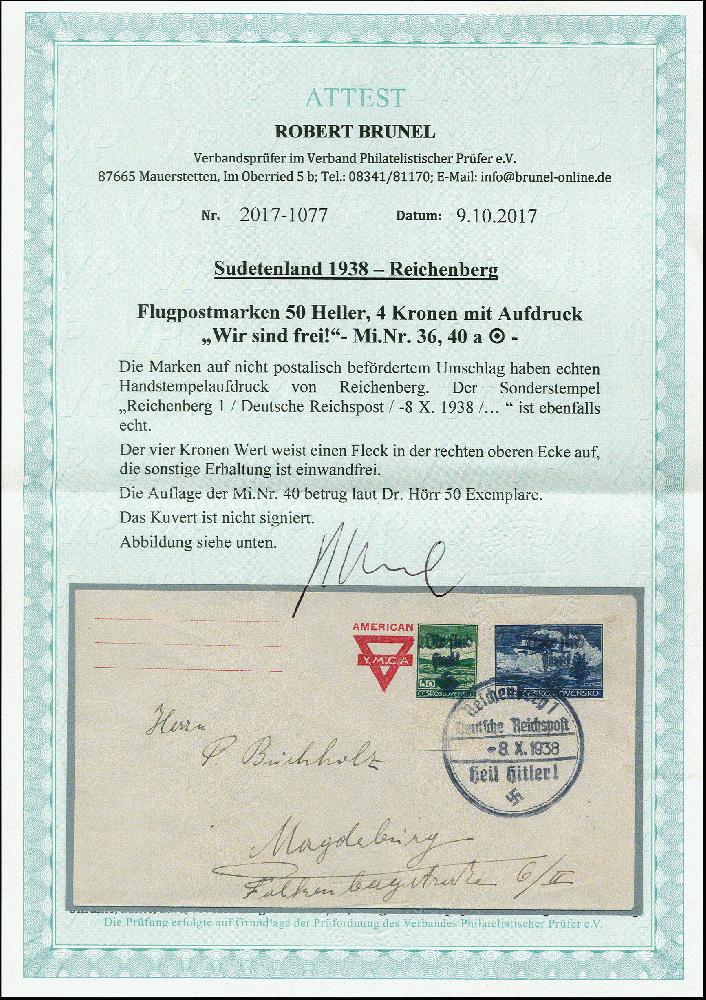 ATTEST
ROBERT BRUNEL
Verbandsprüfer im Verband Philatelistischer Prüfer e.V.
87665 Mauerstetten, Im Oberried 5 b; Tel.: 08341/81170; E-Mail: info@brunel-online.de
Nr. 2017-1077 Datum: 9.10.2017
Sudetenland 1938 – Reichenberg
Flugpostmarken 50 Heller, 4 Kronen mit Aufdruck
„Wir sind frei!“- Mi.Nr. 36, 40 a ⊙ -
Die Marken auf nicht postalisch befördertem Umschlag haben echten
Handstempelaufdruck von Reichenberg. Der Sonderstempel
„Reichenberg 1 / Deutsche Reichspost / -8 X. 1938 /... “ ist ebenfalls
echt.
Der vier Kronen Wert weist einen Fleck in der rechten oberen Ecke auf,
die sonstige Erhaltung ist einwandfrei.
Die Auflage der Mi.Nr. 40 betrug laut Dr. Hörr 50 Exemplare.
Das Kuvert ist nicht signiert.
Abbildung siehe unten.
AMERICAN
Y.M.C.A
50
Reichenberg 1
Deutsche Reichspost
-8. X. 1938
Heil Hitler!
Herrn
Buchholz
Magdeburg
6/II
Die Prüfung erfolgte auf Grundlage der Prüfordnung des Verbandes Philatelistischer Prüfer e.V.